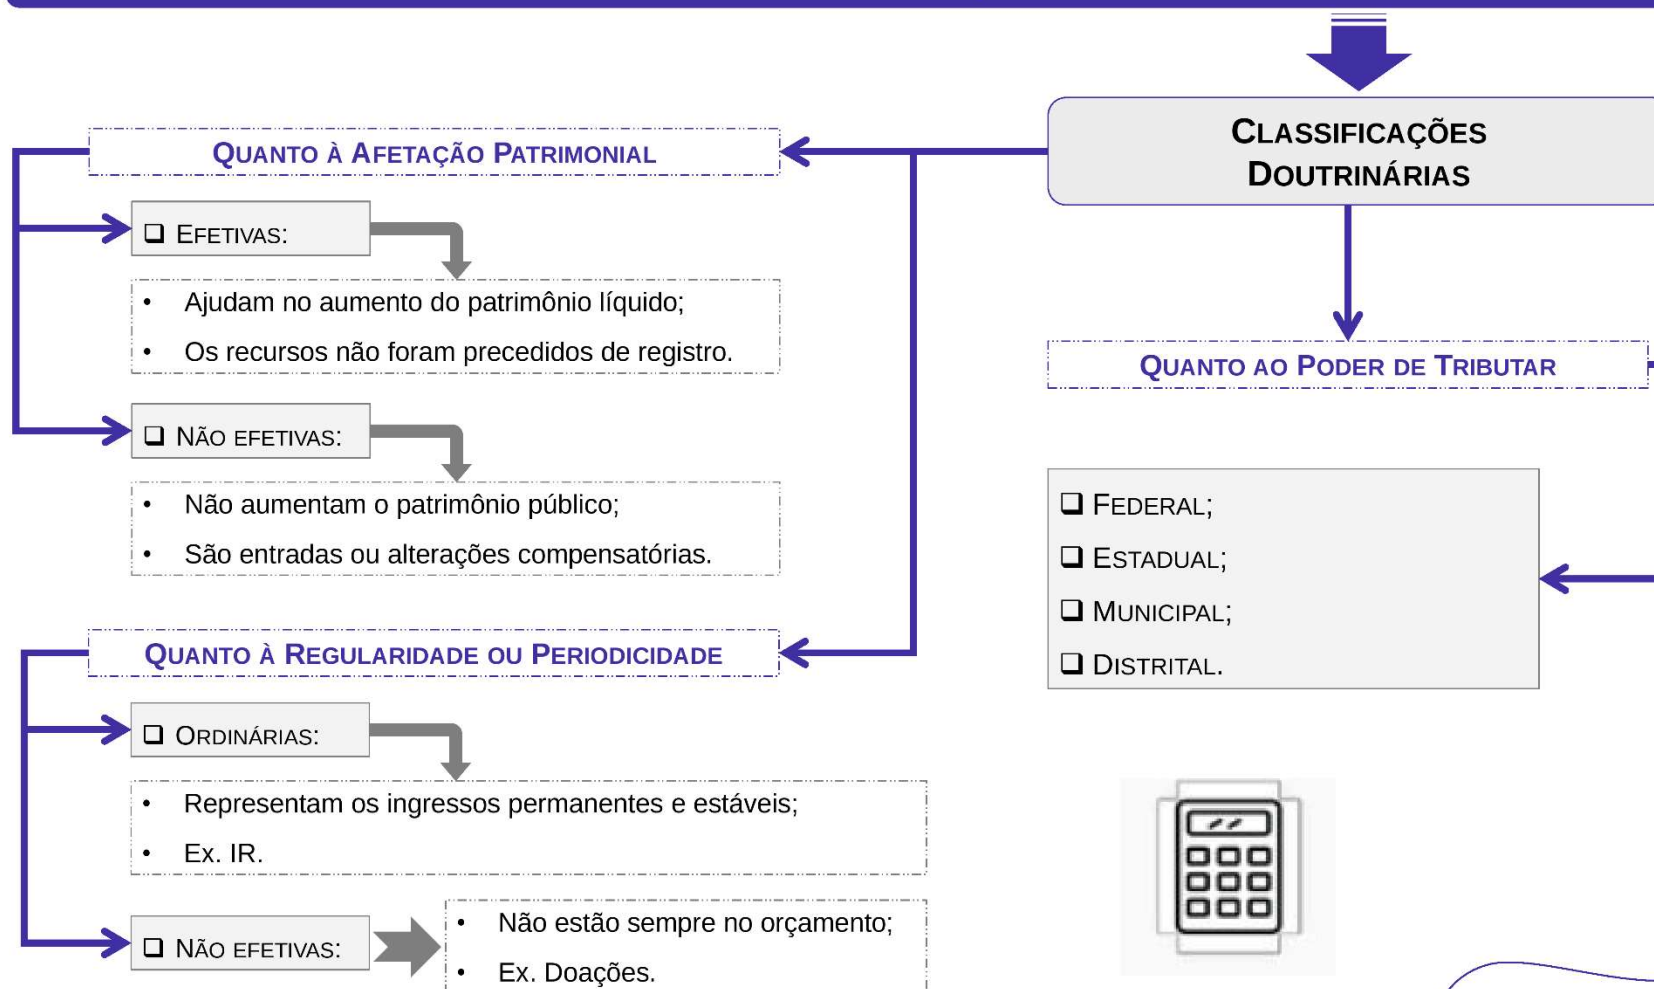 CLASSIFICAÇÕES
DOUTRINÁRIAS
QUANTO À AFETAÇÃO PATRIMONIAL
❑ EFETIVAS:
• Ajudam no aumento do patrimônio líquido;
• Os recursos não foram precedidos de registro.
❑ NÃO EFETIVAS:
• Não aumentam o patrimônio público;
• São entradas ou alterações compensatórias.
QUANTO À REGULARIDADE OU PERIODICIDADE
❑ ORDINÁRIAS:
• Representam os ingressos permanentes e estáveis;
• Ex. IR.
❑ NÃO EFETIVAS:
• Não estão sempre no orçamento;
• Ex. Doações.
QUANTO AO PODER DE TRIBUTAR
❑ FEDERAL;
❑ ESTADUAL;
❑ MUNICIPAL;
❑ DISTRITAL.